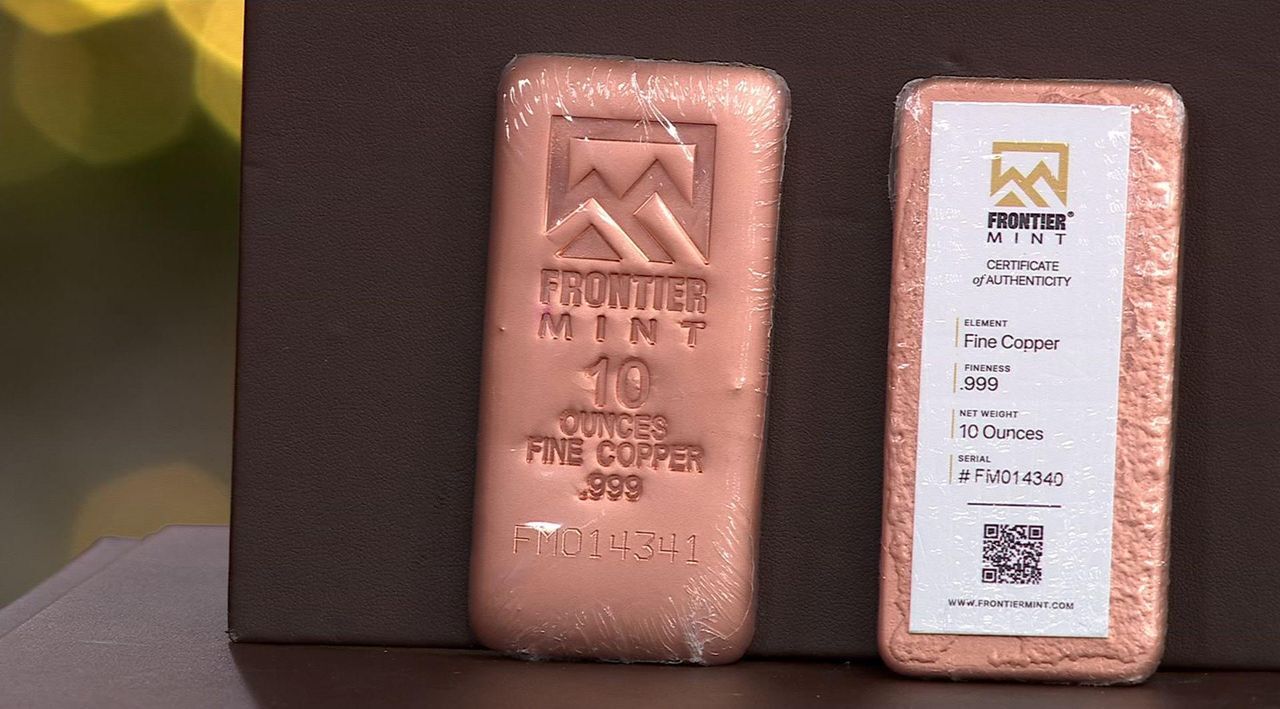 FRONTIER
MINT
10
OUNCES
FINE COPPER
.999
FM014341
FRONTIER®
MINT
CERTIFICATE
of AUTHENTICITY
ELEMENT
Fine Copper
FINENESS
.999
NET WEIGHT
10 Ounces
SERIAL
# FM014340
WWW.FRONTIERMINT.COM